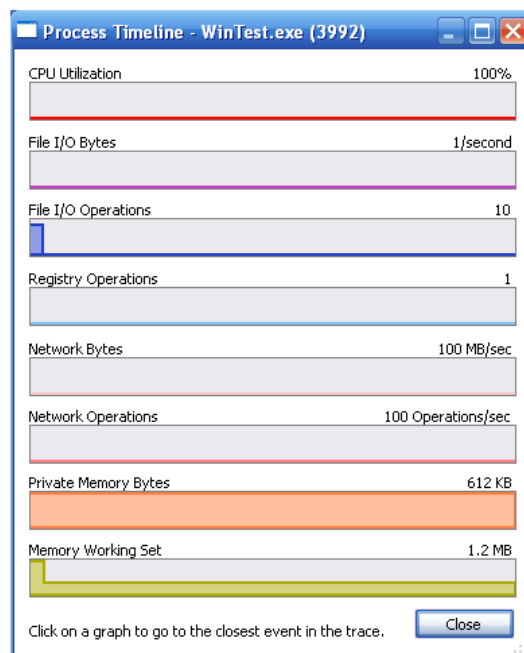 Process Timeline - WinTest.exe (3992)
CPU Utilization 100%
File I/O Bytes 1/second
File I/O Operations 10
Registry Operations 1
Network Bytes 100 MB/sec
Network Operations 100 Operations/sec
Private Memory Bytes 612 KB
Memory Working Set 1.2 MB
Click on a graph to go to the closest event in the trace. Close